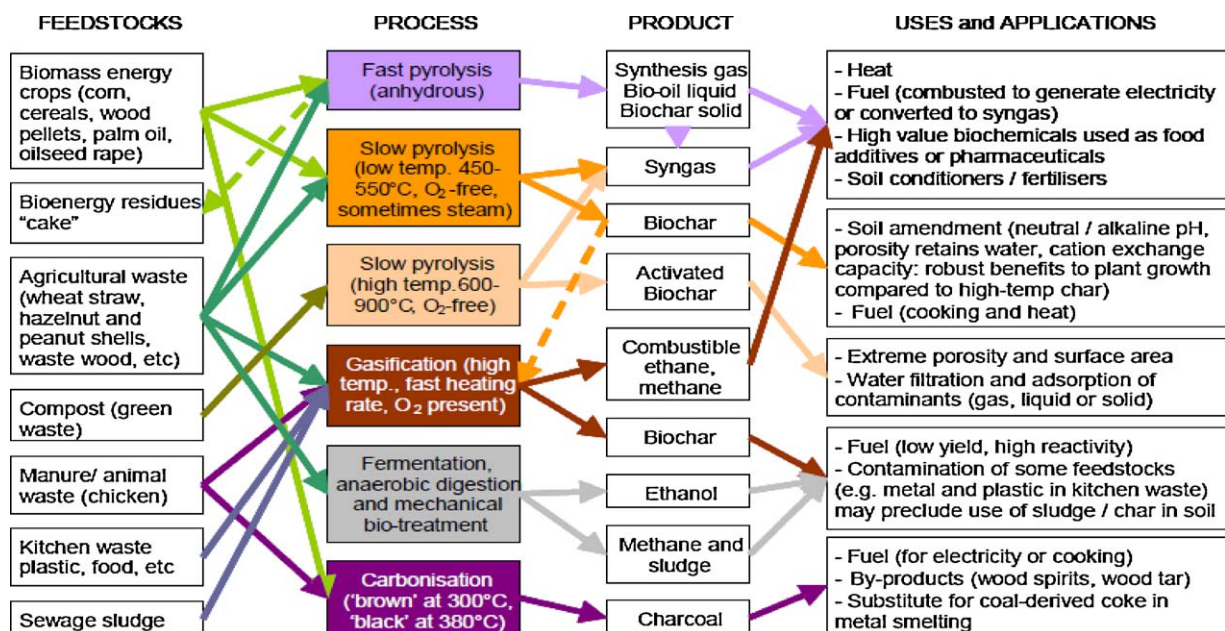 FEEDSTOCKS
Biomass energy
crops (corn,
cereals, wood
pellets, palm oil,
oilseed rape)
Bioenergy residues
“cake”
Agricultural waste
(wheat straw,
hazelnut and
peanut shells,
waste wood, etc)
Compost (green
waste)
Manure/ animal
waste (chicken)
Kitchen waste
plastic, food, etc
Sewage sludge
PROCESS
Fast pyrolysis
(anhydrous)
Slow pyrolysis
(low temp. 450-
550°C, O₂-free,
sometimes steam)
Slow pyrolysis
(high temp.600-
900°C, O₂-free)
Gasification (high
temp., fast heating
rate, O₂ present)
Fermentation,
anaerobic digestion
and mechanical
bio-treatment
Carbonisation
(‘brown’ at 300°C,
‘black’ at 380°C)
PRODUCT
Synthesis gas
Bio-oil liquid
Biochar solid
Syngas
Biochar
Activated
Biochar
Combustible
ethane,
methane
Biochar
Ethanol
Methane and
sludge
Charcoal
USES and APPLICATIONS
- Heat
- Fuel (combusted to generate electricity
or converted to syngas)
- High value biochemicals used as food
additives or pharmaceuticals
- Soil conditioners / fertilisers
- Soil amendment (neutral / alkaline pH,
porosity retains water, cation exchange
capacity: robust benefits to plant growth
compared to high-temp char)
- Fuel (cooking and heat)
- Extreme porosity and surface area
- Water filtration and adsorption of
contaminants (gas, liquid or solid)
- Fuel (low yield, high reactivity)
- Contamination of some feedstocks
(e.g. metal and plastic in kitchen waste)
may preclude use of sludge / char in soil
- Fuel (for electricity or cooking)
- By-products (wood spirits, wood tar)
- Substitute for coal-derived coke in
metal smelting